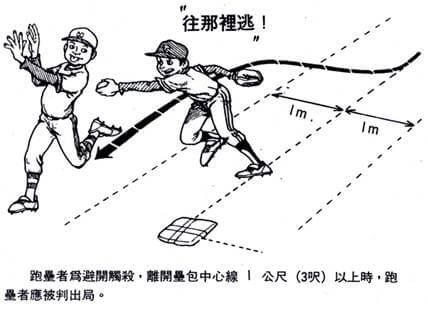 "往那裡逃！"
1m.
1m
跑壘者爲避開觸殺，離開壘包中心線 1 公尺（3呎）以上時，跑
壘者應被判出局。